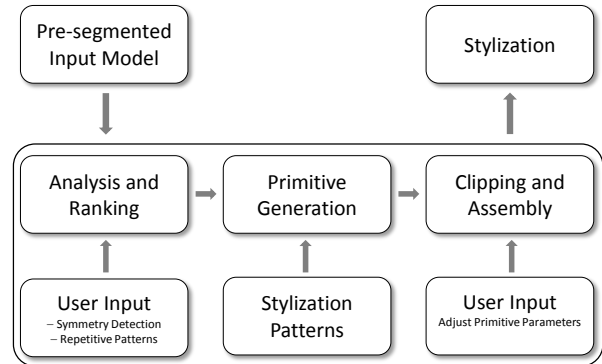 Pre-segmented
Input Model
Stylization
Analysis and
Ranking
Primitive
Generation
Clipping and
Assembly
User Input
– Symmetry Detection
– Repetitive Patterns
Stylization
Patterns
User Input
Adjust Primitive Parameters